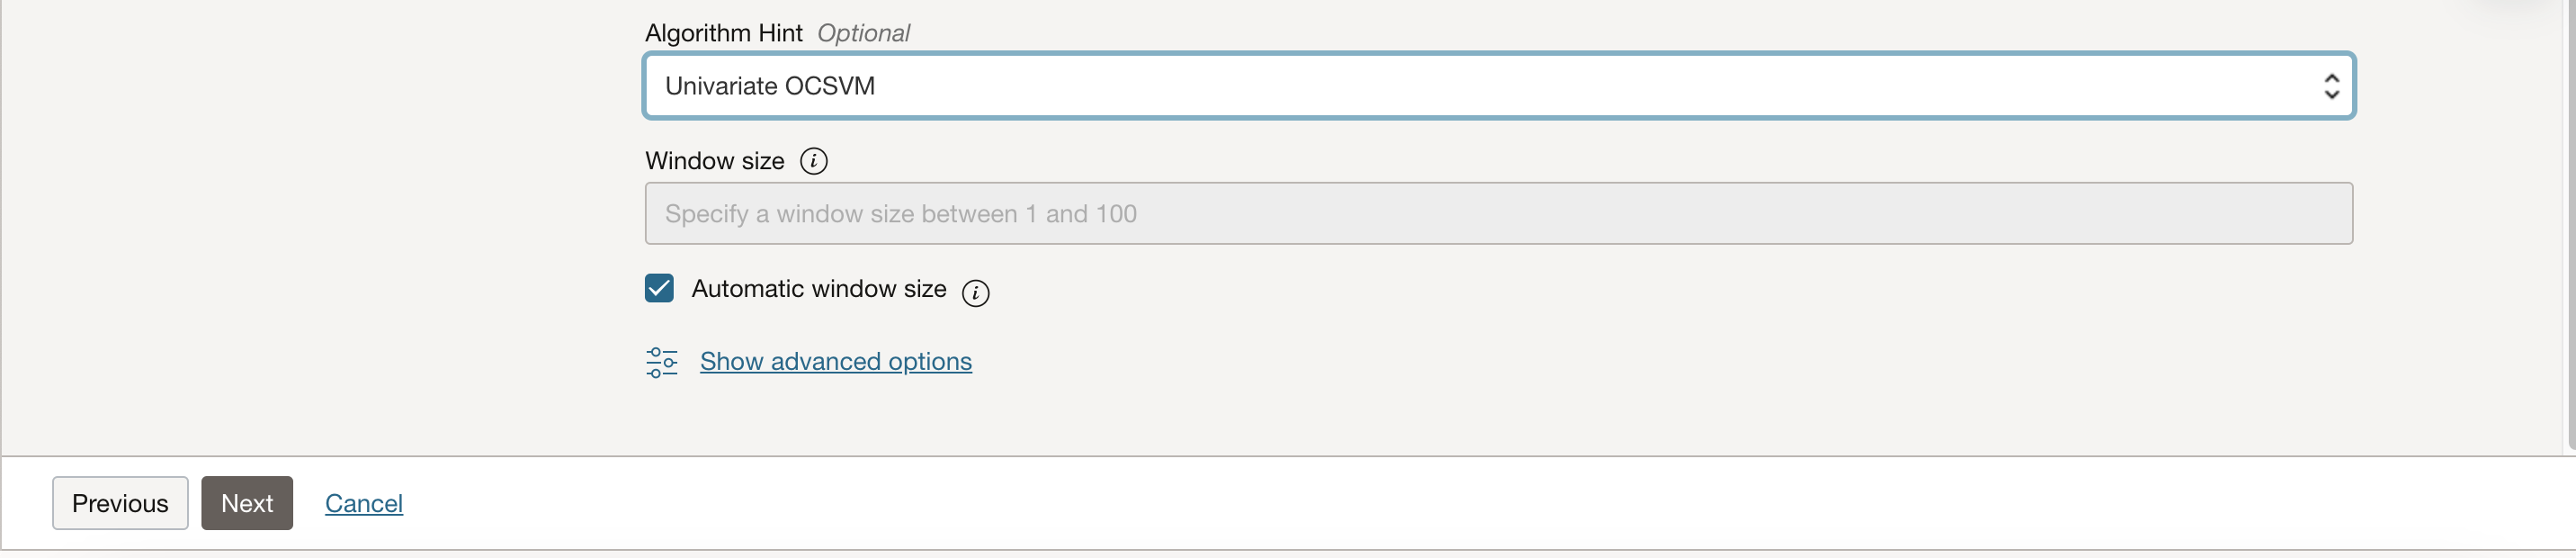 Algorithm Hint Optional
Univariate OCSVM
Window size
Specify a window size between 1 and 100
Automatic window size
Show advanced options
Previous Next Cancel